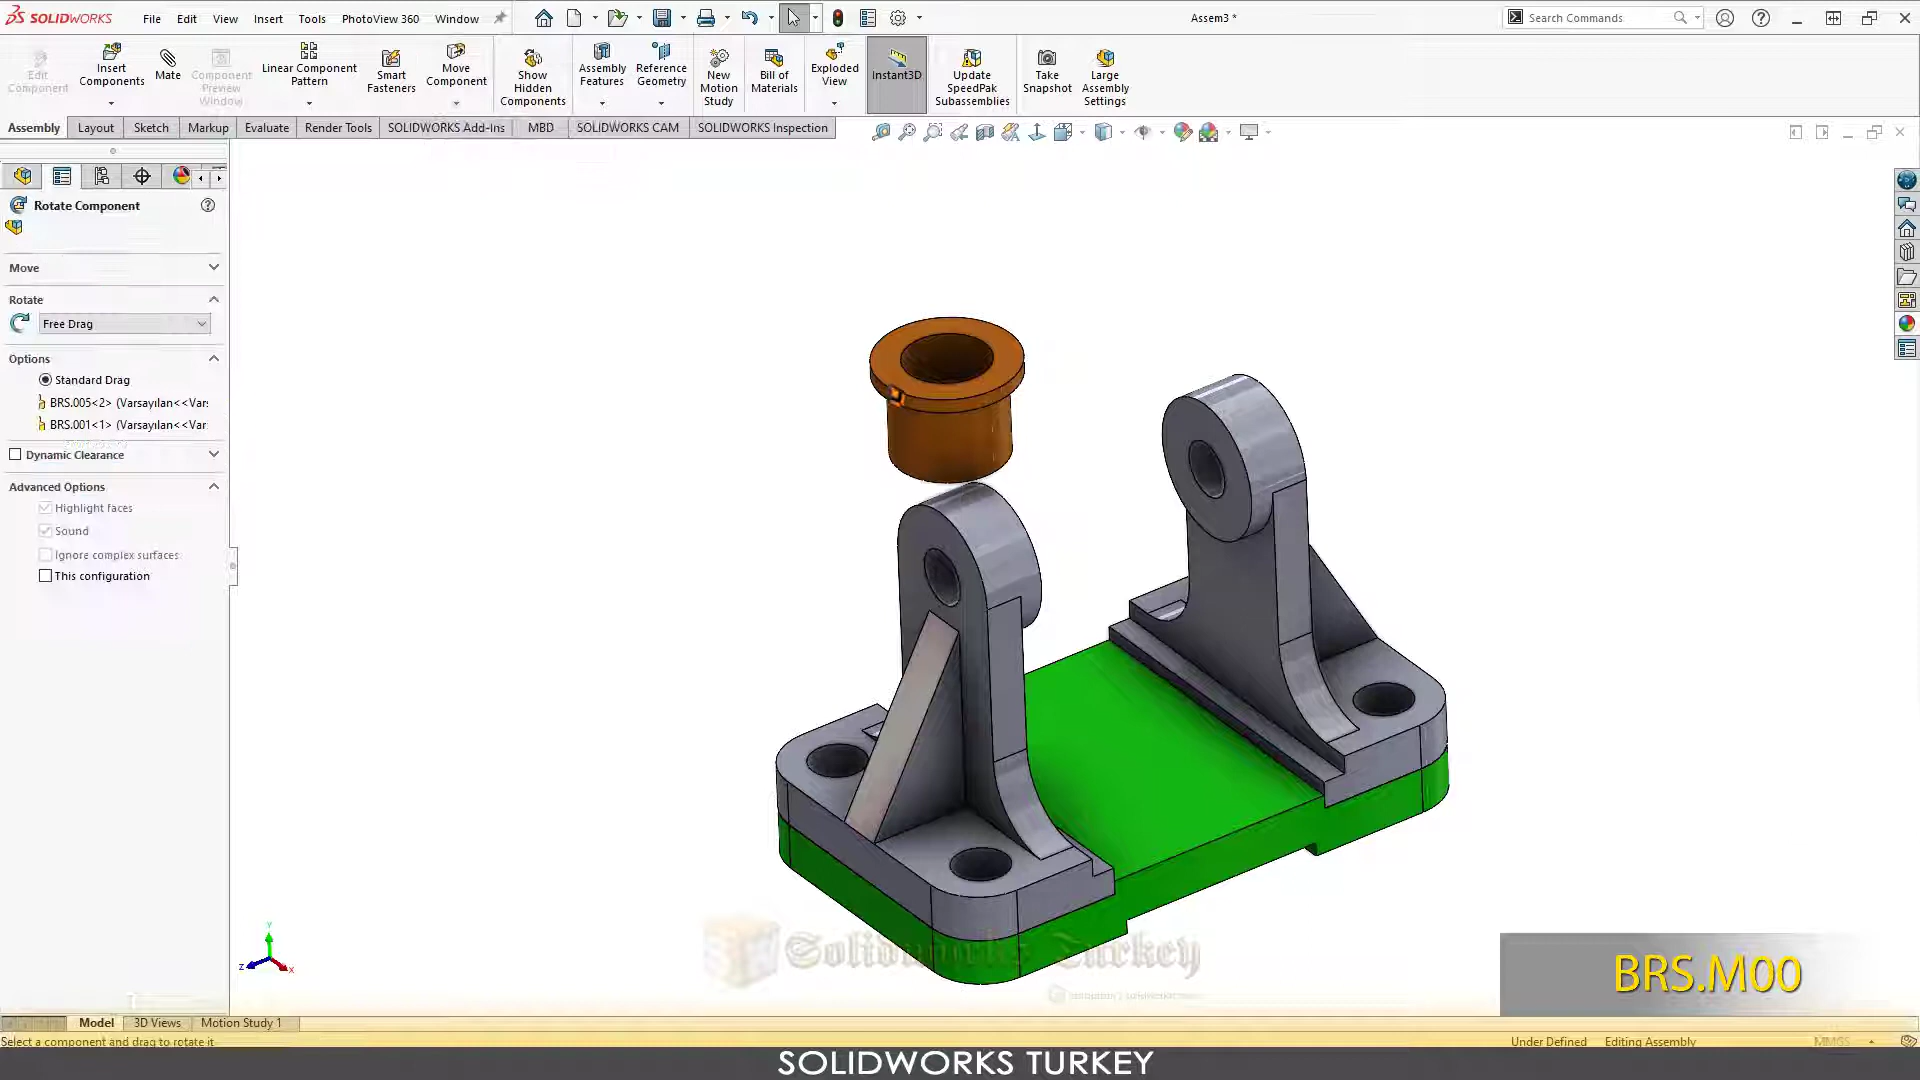 SOLIDWORKS
File Edit View Insert Tools PhotoView 360 Window
Assem3 *
Search Commands
Edit Component
Insert Components
Mate
Component Preview Window
Linear Component Pattern
Smart Fasteners
Move Component
Show Hidden Components
Assembly Features
Reference Geometry
New Motion Study
Bill of Materials
Exploded View
Instant3D
Update SpeedPak Subassemblies
Take Snapshot
Large Assembly Settings
Assembly Layout Sketch Markup Evaluate Render Tools SOLIDWORKS Add-Ins MBD SOLIDWORKS CAM SOLIDWORKS Inspection
Rotate Component
Move
Rotate
Free Drag
Options
Standard Drag
BRS.005<2> (Varsayılan<<Vars
BRS.001<1> (Varsayılan<<Var
Dynamic Clearance
Advanced Options
Highlight faces
Sound
Ignore complex surfaces
This configuration
Y
Z
X
Solidworks Turkey
BRS.M00
Model 3D Views Motion Study 1
Select a component and drag to rotate it
Under Defined Editing Assembly MMGS
SOLIDWORKS TURKEY